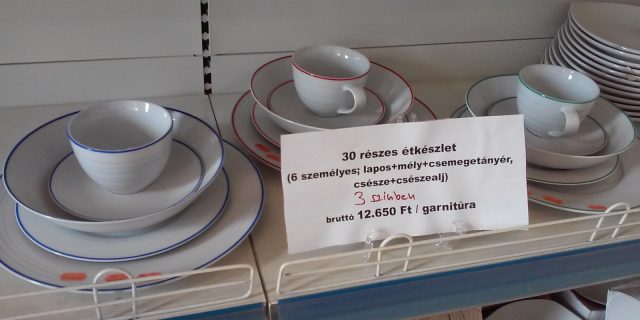 30 részes étkészlet
(6 személyes; lapos+mély+csemegetányér,
csésze+csészealj)
3 színben
bruttó 12.650 Ft / garnitúra